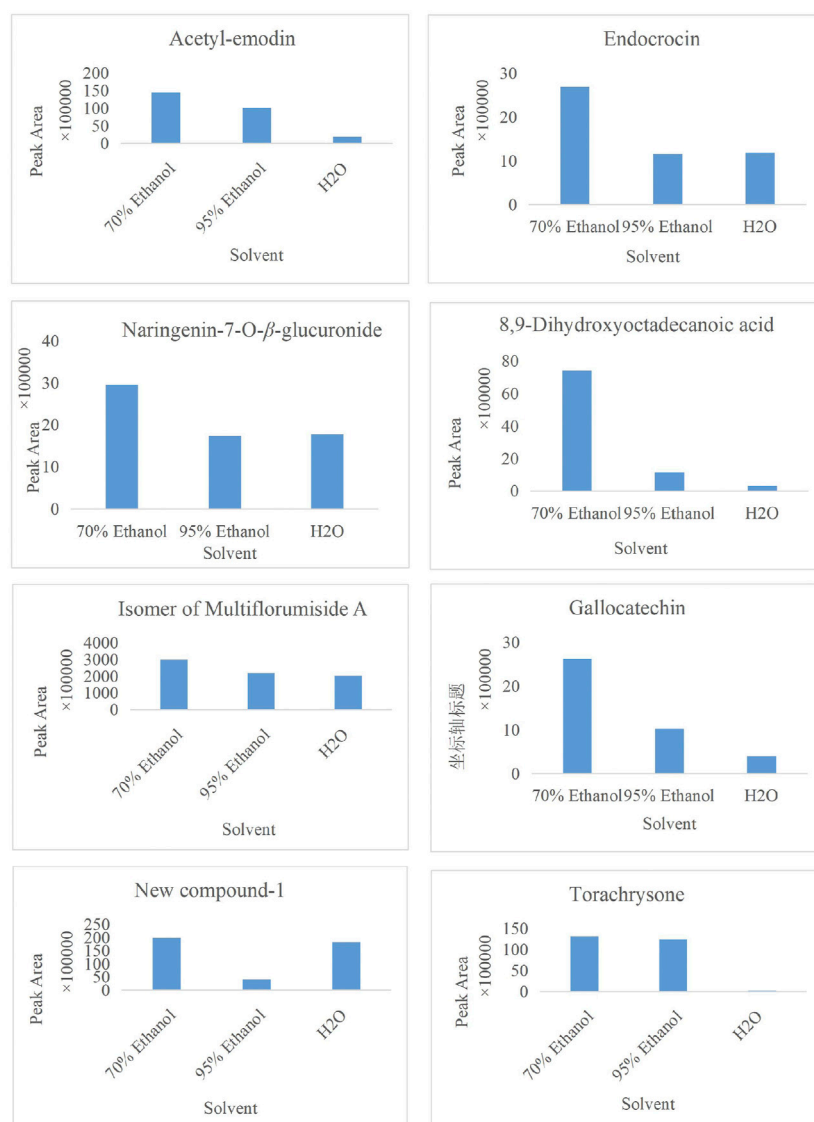 Acetyl-emodin
Peak Area
×100000
200
150
100
50
0
70% Ethanol
95% Ethanol
H2O
Solvent
Endocrocin
Peak Area
×100000
30
20
10
0
70% Ethanol
95% Ethanol
H2O
Solvent
Naringenin-7-O-β-glucuronide
Peak Area
×100000
40
30
20
10
0
70% Ethanol
95% Ethanol
H2O
Solvent
8,9-Dihydroxyoctadecanoic acid
Peak Area
×100000
80
60
40
20
0
70% Ethanol
95% Ethanol
H2O
Solvent
Isomer of Multiflorumiside A
Peak Area
×100000
4000
3000
2000
1000
0
70% Ethanol
95% Ethanol
H2O
Solvent
Gallocatechin
坐标轴标题
×100000
30
20
10
0
70% Ethanol
95% Ethanol
H2O
Solvent
New compound-1
Peak Area
×100000
250
200
150
100
50
0
70% Ethanol
95% Ethanol
H2O
Solvent
Torachrysone
Peak Area
×100000
150
100
50
0
70% Ethanol
95% Ethanol
H2O
Solvent